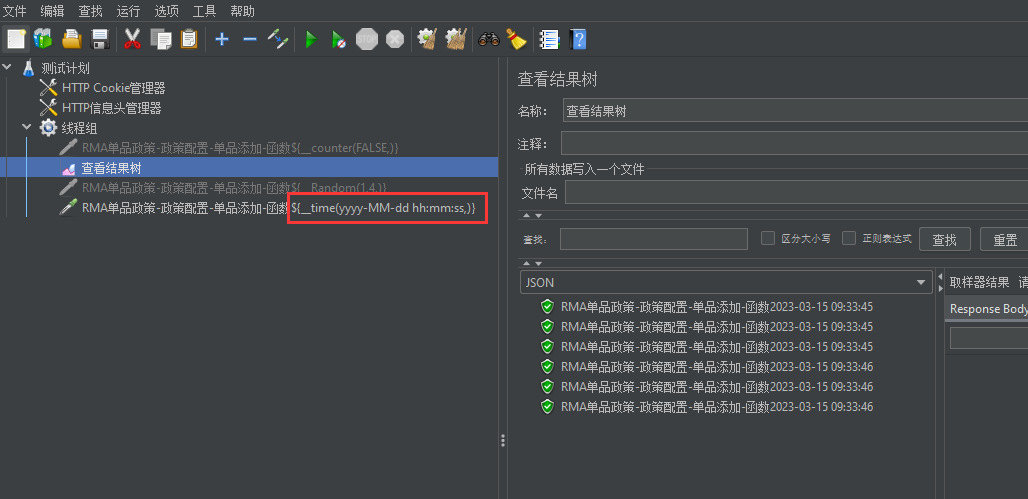 文件 编辑 查找 运行 选项 工具 帮助
STOP
测试计划
HTTP Cookie管理器
HTTP信息头管理器
线程组
RMA单品政策-政策配置-单品添加-函数${__counter(FALSE,)}
查看结果树
RMA单品政策-政策配置-单品添加-函数${__Random(1,4,)}
RMA单品政策-政策配置-单品添加-函数${__time(yyyy-MM-dd hh:mm:ss,)}
查看结果树
名称: 查看结果树
注释:
所有数据写入一个文件
文件名
查找: 区分大小写 正则表达式 查找 重置
JSON
取样器结果 请
Response Body
RMA单品政策-政策配置-单品添加-函数2023-03-15 09:33:45
RMA单品政策-政策配置-单品添加-函数2023-03-15 09:33:45
RMA单品政策-政策配置-单品添加-函数2023-03-15 09:33:45
RMA单品政策-政策配置-单品添加-函数2023-03-15 09:33:46
RMA单品政策-政策配置-单品添加-函数2023-03-15 09:33:46
RMA单品政策-政策配置-单品添加-函数2023-03-15 09:33:46